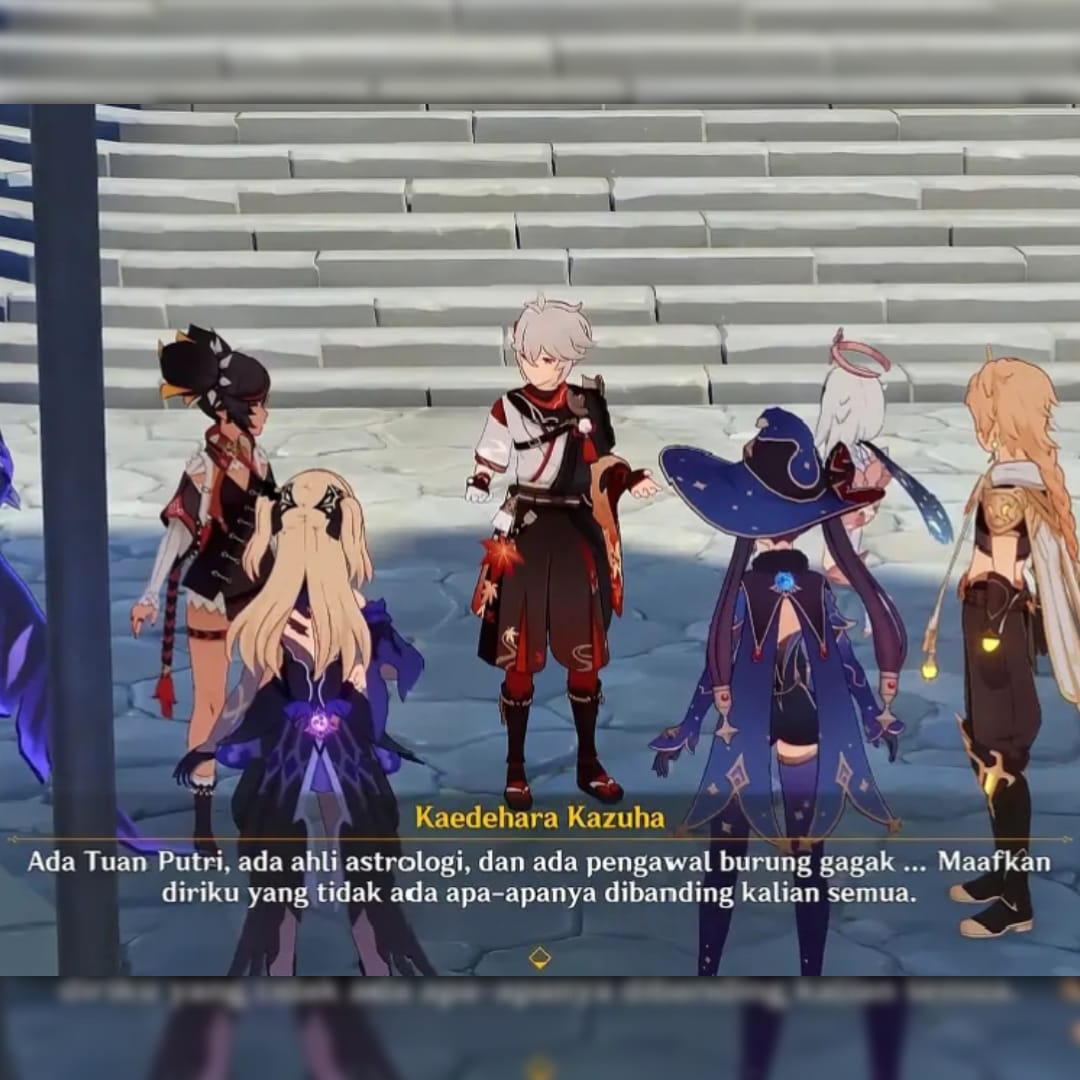 Kaedehara Kazuha
Ada Tuan Putri, ada ahli astrologi, dan ada pengawal burung gagak ... Maafkan
diriku yang tidak ada apa-apanya dibanding kalian semua.